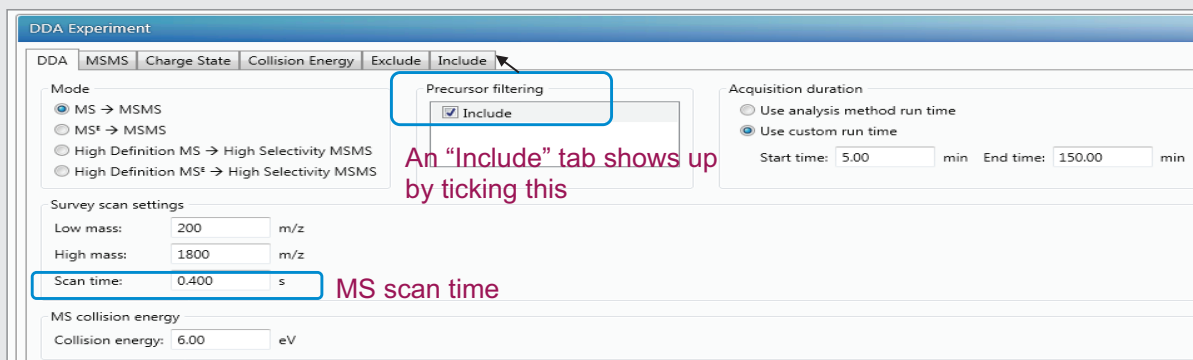 DDA Experiment
DDA MSMS Charge State Collision Energy Exclude Include
Mode
MS → MSMS
MSᴱ → MSMS
High Definition MS → High Selectivity MSMS
High Definition MSᴱ → High Selectivity MSMS
Precursor filtering
Include
An “Include” tab shows up
by ticking this
Acquisition duration
Use analysis method run time
Use custom run time
Start time: 5.00 min End time: 150.00 min
Survey scan settings
Low mass: 200 m/z
High mass: 1800 m/z
Scan time: 0.400 s
MS scan time
MS collision energy
Collision energy: 6.00 eV